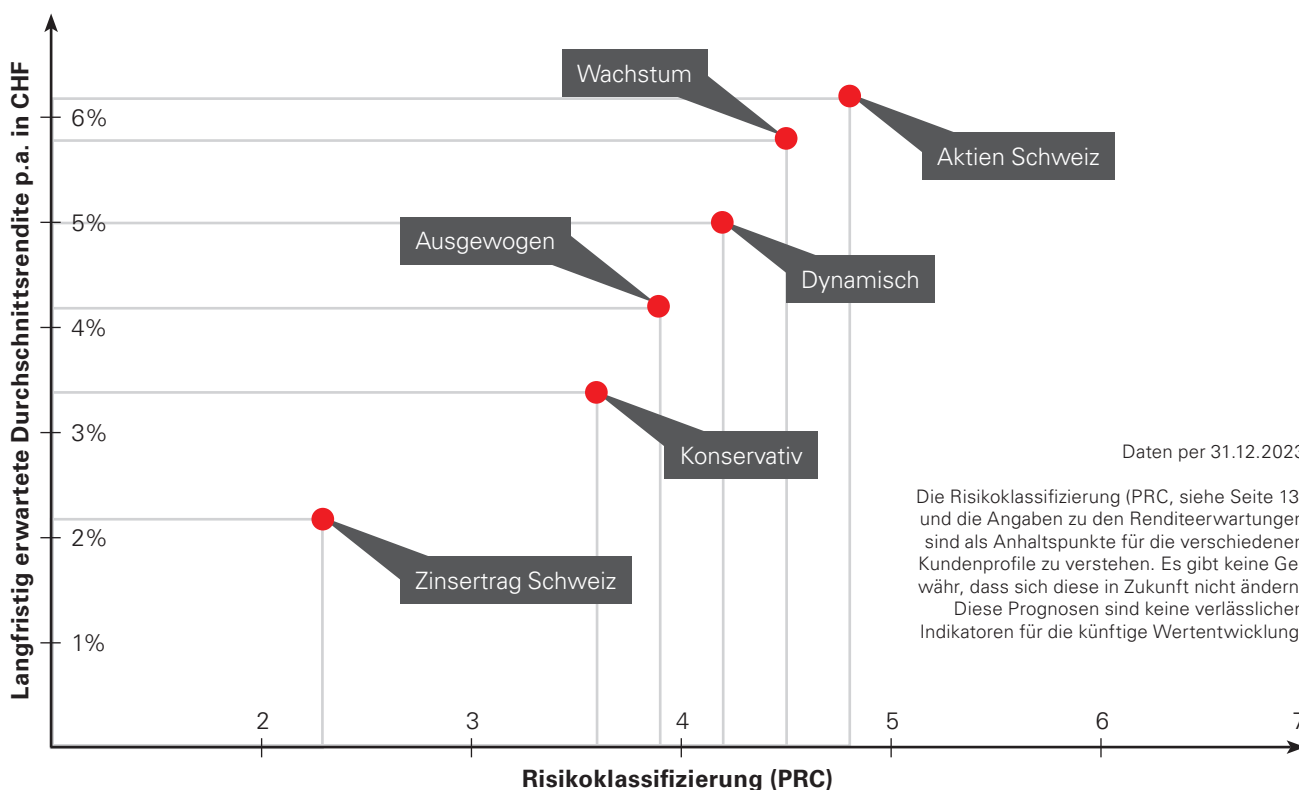 Langfristig erwartete Durchschnittsrendite p.a. in CHF
6%
5%
4%
3%
2%
1%
Wachstum
Aktien Schweiz
Ausgewogen
Dynamisch
Konservativ
Zinsertrag Schweiz
Daten per 31.12.2023
Die Risikoklassifizierung (PRC, siehe Seite 13
und die Angaben zu den Renditeerwartungen
sind als Anhaltspunkte für die verschiedenen
Kundenprofile zu verstehen. Es gibt keine Ge
währ, dass sich diese in Zukunft nicht ändern
Diese Prognosen sind keine verlässlichen
Indikatoren für die künftige Wertentwicklung
2 3 4 5 6 7
Risikoklassifizierung (PRC)